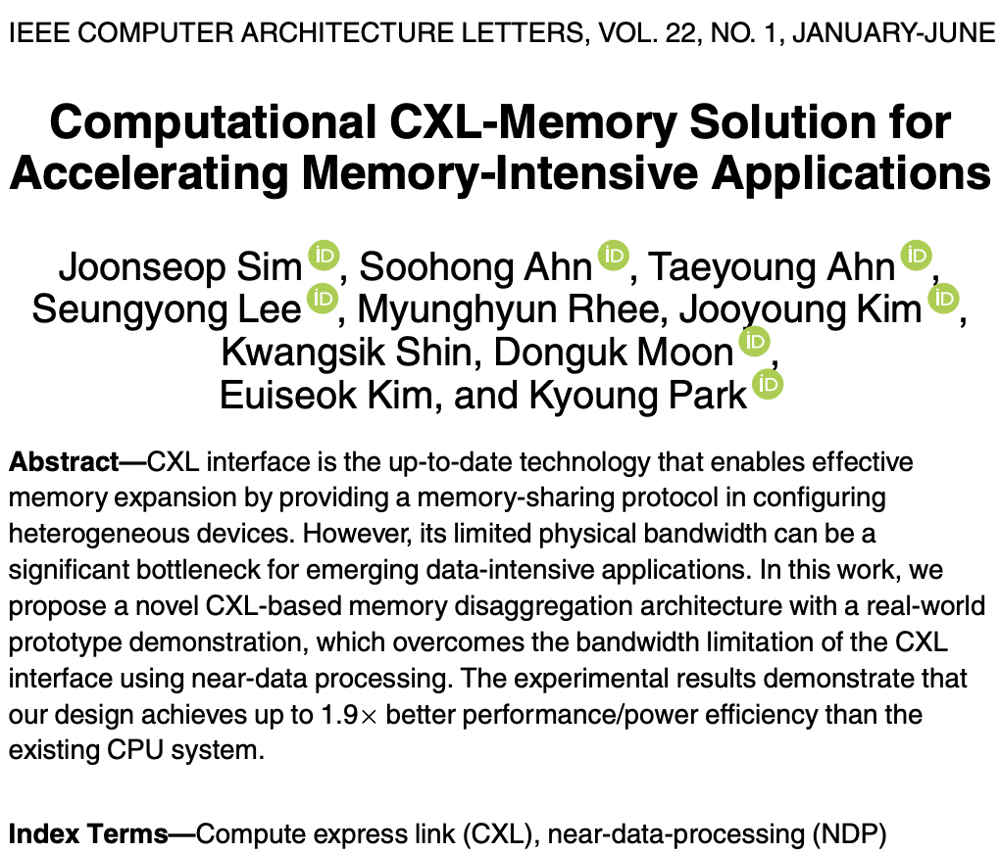 IEEE COMPUTER ARCHITECTURE LETTERS, VOL. 22, NO. 1, JANUARY-JUNE
Computational CXL-Memory Solution for
Accelerating Memory-Intensive Applications
Joonseop Sim iD, Soohong Ahn iD, Taeyoung Ahn iD,
Seungyong Lee iD, Myunghyun Rhee, Jooyoung Kim iD,
Kwangsik Shin, Donguk Moon iD,
Euiseok Kim, and Kyoung Park iD
Abstract—CXL interface is the up-to-date technology that enables effective
memory expansion by providing a memory-sharing protocol in configuring
heterogeneous devices. However, its limited physical bandwidth can be a
significant bottleneck for emerging data-intensive applications. In this work, we
propose a novel CXL-based memory disaggregation architecture with a real-world
prototype demonstration, which overcomes the bandwidth limitation of the CXL
interface using near-data processing. The experimental results demonstrate that
our design achieves up to 1.9× better performance/power efficiency than the
existing CPU system.
Index Terms—Compute express link (CXL), near-data-processing (NDP)